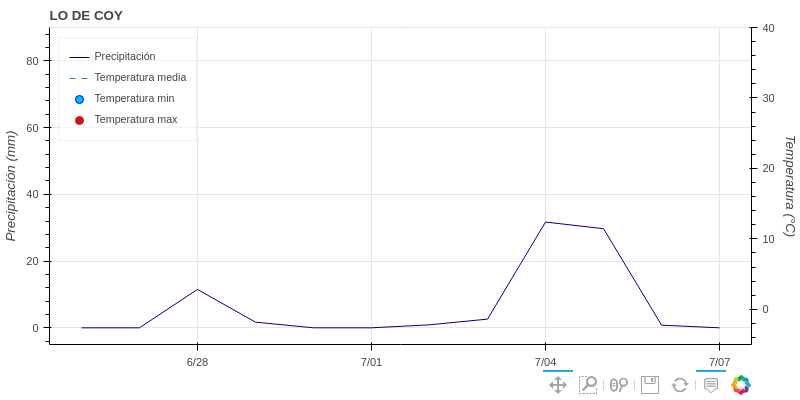 LO DE COY
Precipitación
Temperatura media
Temperatura min
Temperatura max
Precipitación (mm)
80
60
40
20
0
Temperatura (°C)
40
30
20
10
0
6/28
7/01
7/04
7/07